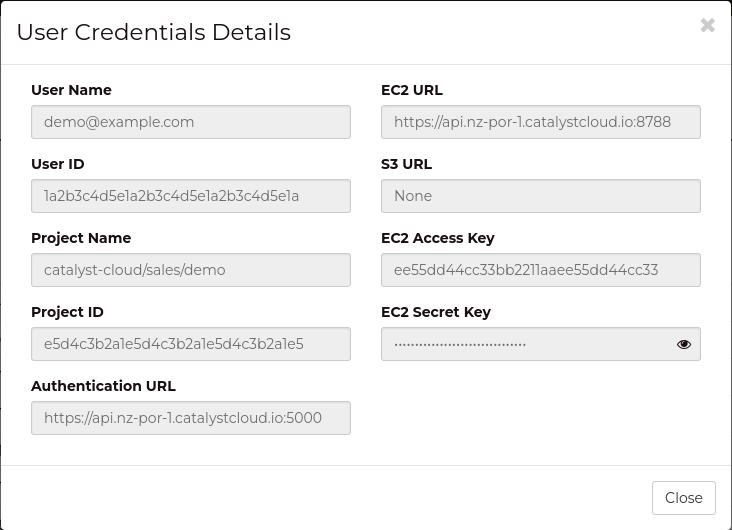 User Credentials Details
User Name
demo@example.com
User ID
1a2b3c4d5e1a2b3c4d5e1a2b3c4d5e1a
Project Name
catalyst-cloud/sales/demo
Project ID
e5d4c3b2a1e5d4c3b2a1e5d4c3b2a1e5
Authentication URL
https://api.nz-por-1.catalystcloud.io:5000
EC2 URL
https://api.nz-por-1.catalystcloud.io:8788
S3 URL
None
EC2 Access Key
ee55dd44cc33bb2211aaee55dd44cc33
EC2 Secret Key
································
Close